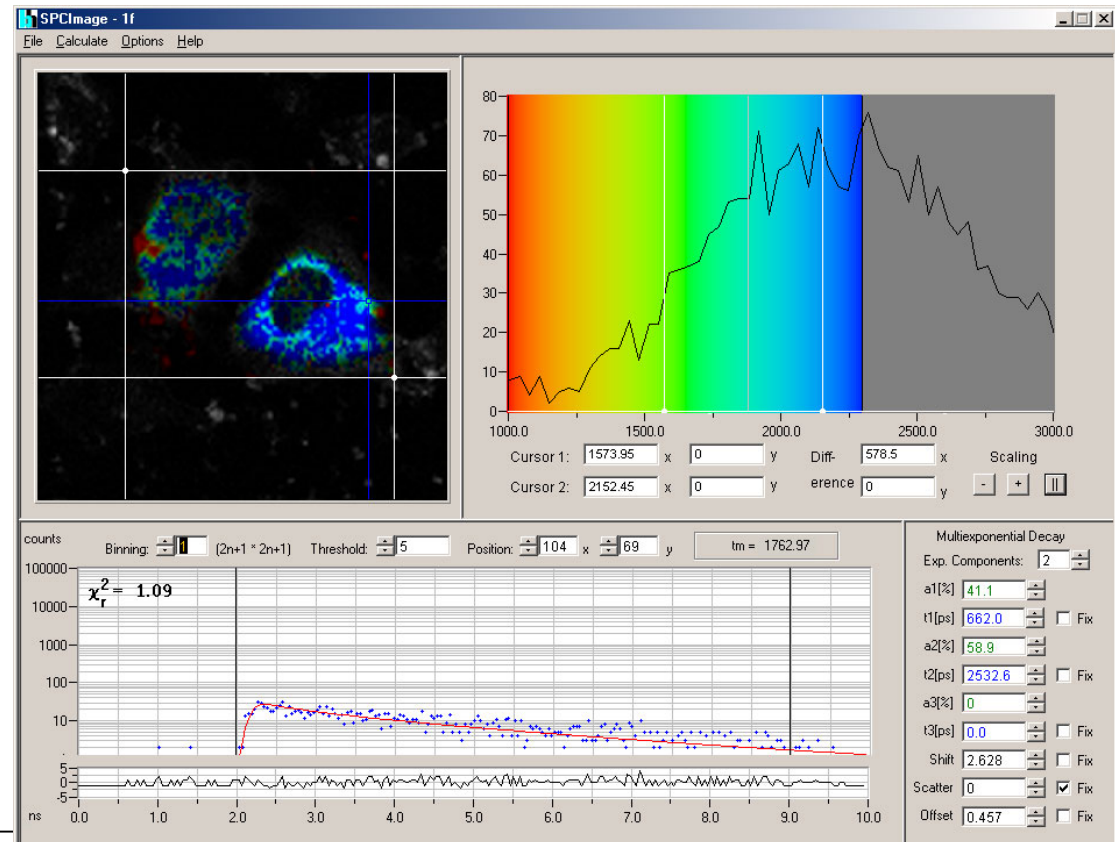 SPCImage - 1f
File Calculate Options Help
80
70
60
50
40
30
20
10
0
1000.0 1500.0 2000.0 2500.0 3000.0
Cursor 1: 1573.95 x 0 y Diff- 578.5 x Scaling
Cursor 2: 2152.45 x 0 y erence 0 y - + ||
counts
Binning: 1 (2n+1 * 2n+1) Threshold: 5 Position: 104 x 69 y tm = 1762.97
100000
χr2 = 1.09
10000
1000
100
10
5
0
-5
ns 0.0 1.0 2.0 3.0 4.0 5.0 6.0 7.0 8.0 9.0 10.0
Multiexponential Decay
Exp. Components: 2
a1[%] 41.1
t1[ps] 662.0 Fix
a2[%] 58.9
t2[ps] 2532.6 Fix
a3[%] 0
t3[ps] 0.0 Fix
Shift 2.628 Fix
Scatter 0 Fix
Offset 0.457 Fix